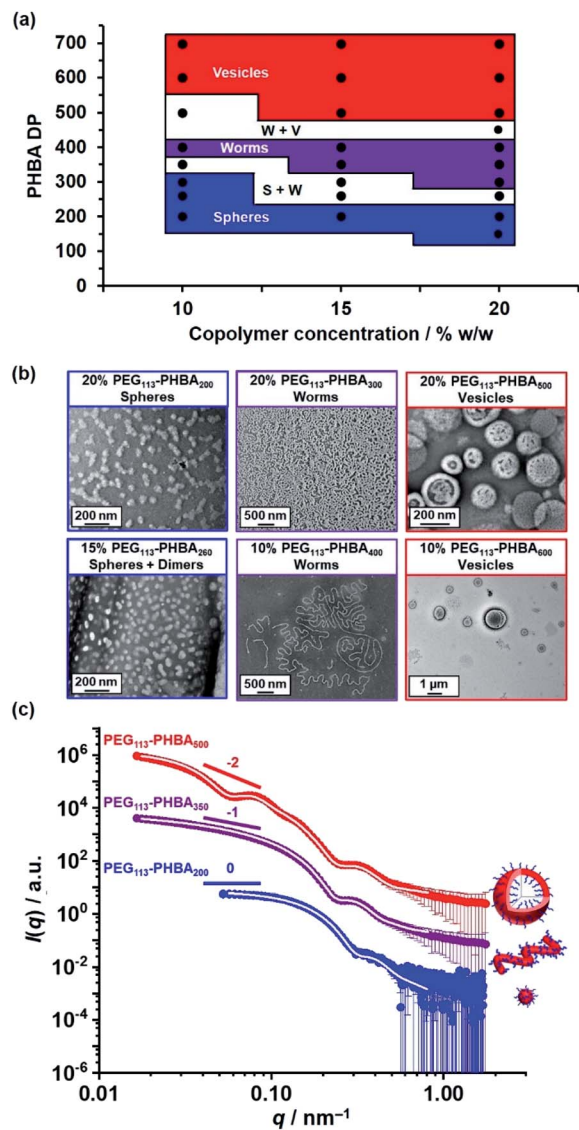 (a)
700
600
500
400
300
200
100
0
PHBA DP
Vesicles
W + V
Worms
S + W
Spheres
10
15
20
Copolymer concentration / % w/w
(b)
20% PEG113-PHBA200
Spheres
200 nm
20% PEG113-PHBA300
Worms
500 nm
20% PEG113-PHBA500
Vesicles
200 nm
15% PEG113-PHBA260
Spheres + Dimers
200 nm
10% PEG113-PHBA400
Worms
500 nm
10% PEG113-PHBA600
Vesicles
1 µm
(c)
10⁶
10⁴
10²
10⁰
10⁻²
10⁻⁴
10⁻⁶
I(q) / a.u.
PEG113-PHBA500
-2
PEG113-PHBA350
-1
PEG113-PHBA200
0
0.01
0.10
1.00
q / nm⁻¹